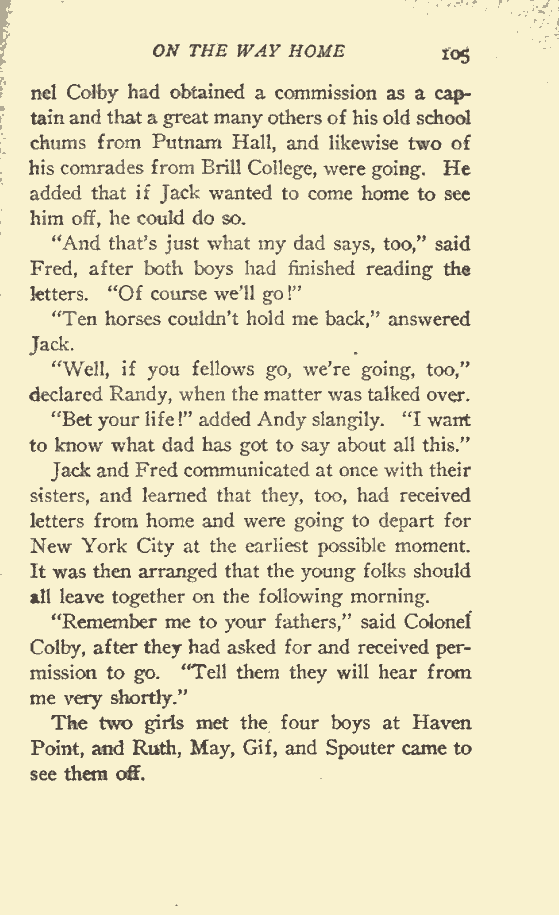 ON THE WAY HOME 105
nel Colby had obtained a commission as a cap-
tain and that a great many others of his old school
chums from Putnam Hall, and likewise two of
his comrades from Brill College, were going. He
added that if Jack wanted to come home to see
him off, he could do so.
"And that's just what my dad says, too," said
Fred, after both boys had finished reading the
letters. "Of course we'll go!"
"Ten horses couldn't hold me back," answered
Jack.
"Well, if you fellows go, we're going, too,"
declared Randy, when the matter was talked over.
"Bet your life!" added Andy slangily. "I want
to know what dad has got to say about all this."
Jack and Fred communicated at once with their
sisters, and learned that they, too, had received
letters from home and were going to depart for
New York City at the earliest possible moment.
It was then arranged that the young folks should
all leave together on the following morning.
"Remember me to your fathers," said Colonel
Colby, after they had asked for and received per-
mission to go. "Tell them they will hear from
me very shortly."
The two girls met the four boys at Haven
Point, and Ruth, May, Gif, and Spouter came to
see them off.